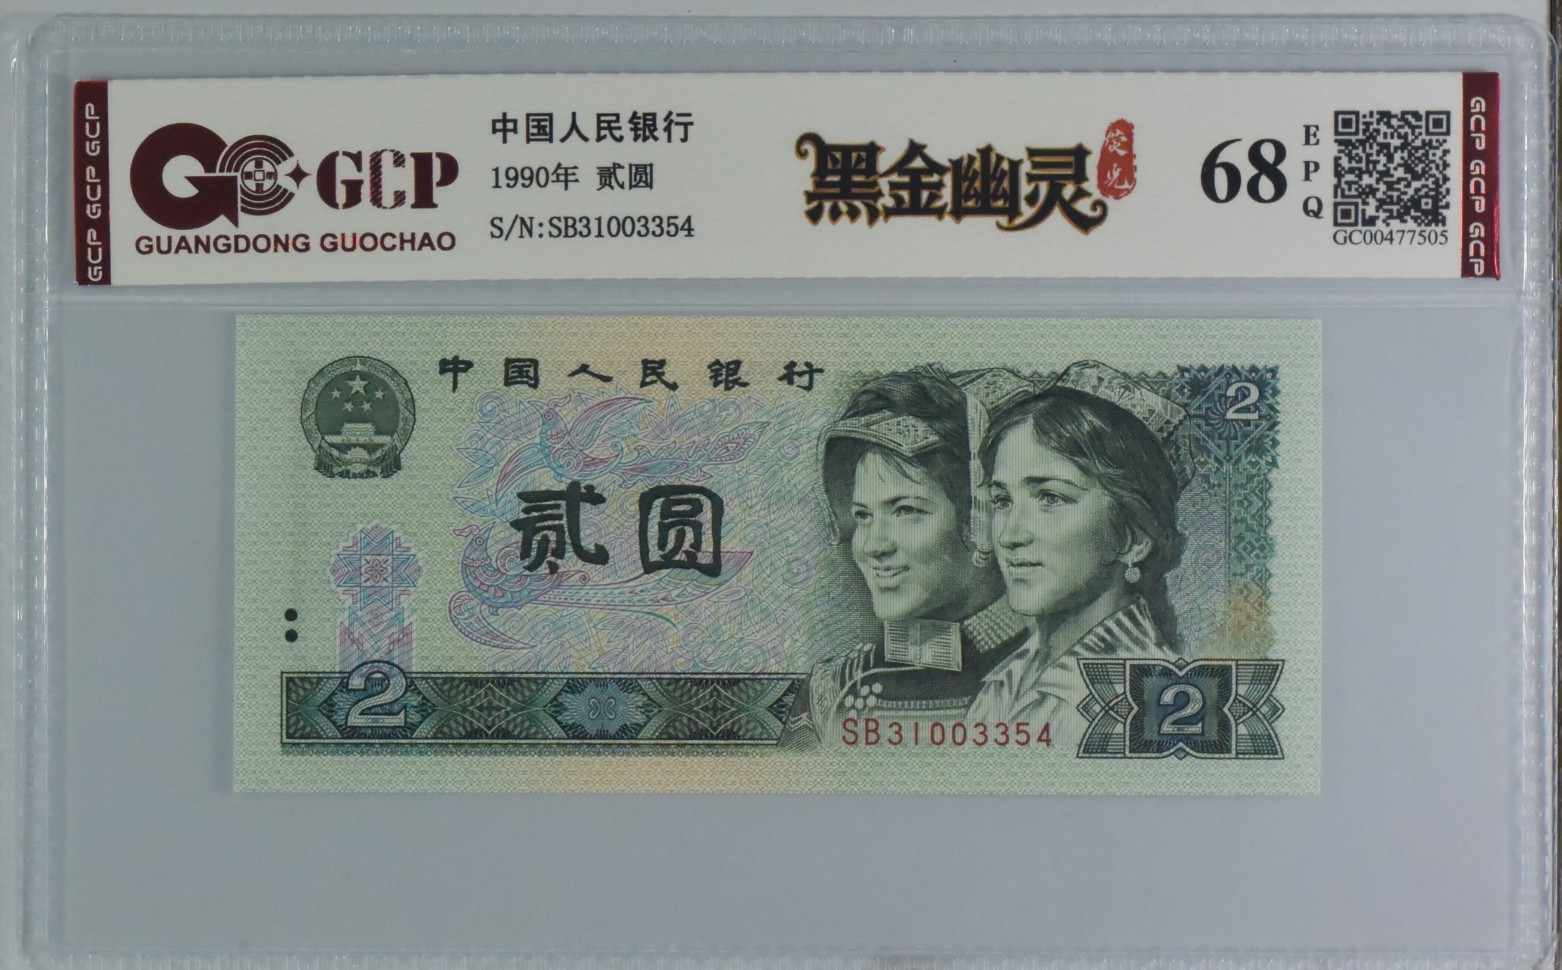 GCP GCP GCP
GCP
GUANGDONG GUOCHAO
中国人民银行
1990年 贰圆
S/N:SB31003354
黑金幽灵
荧光
68
EPQ
GC00477505
GCP GCP GCP
中国人民银行
2
贰圆
2
SB31003354
2